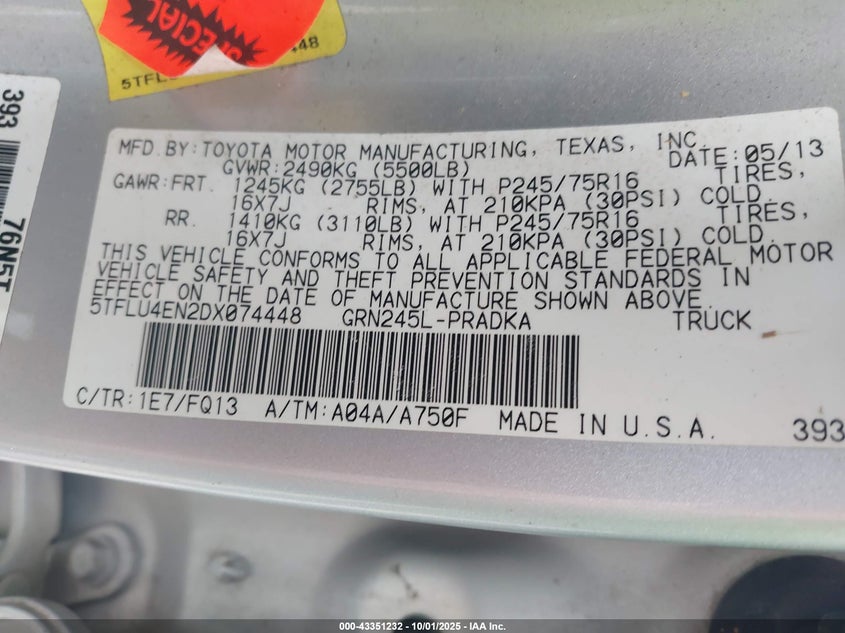 SPECIAL
SPECIAL
5TFL 448
393
76N5T
MFD.BY:TOYOTA MOTOR MANUFACTURING, TEXAS, INC.
GVWR:2490KG (5500LB) DATE:05/13
GAWR:FRT. 1245KG (2755LB) WITH P245/75R16 TIRES,
16X7J RIMS, AT 210KPA (30PSI) COLD
RR. 1410KG (3110LB) WITH P245/75R16 TIRES,
16X7J RIMS, AT 210KPA (30PSI) COLD
THIS VEHICLE CONFORMS TO ALL APPLICABLE FEDERAL MOTOR
VEHICLE SAFETY AND THEFT PREVENTION STANDARDS IN
EFFECT ON THE DATE OF MANUFACTURE SHOWN ABOVE.
5TFLU4EN2DX074448 GRN245L-PRADKA TRUCK
C/TR:1E7/FQ13 A/TM:A04A/A750F MADE IN U.S.A.
393
000-43351232 - 10/01/2025 - IAA Inc.